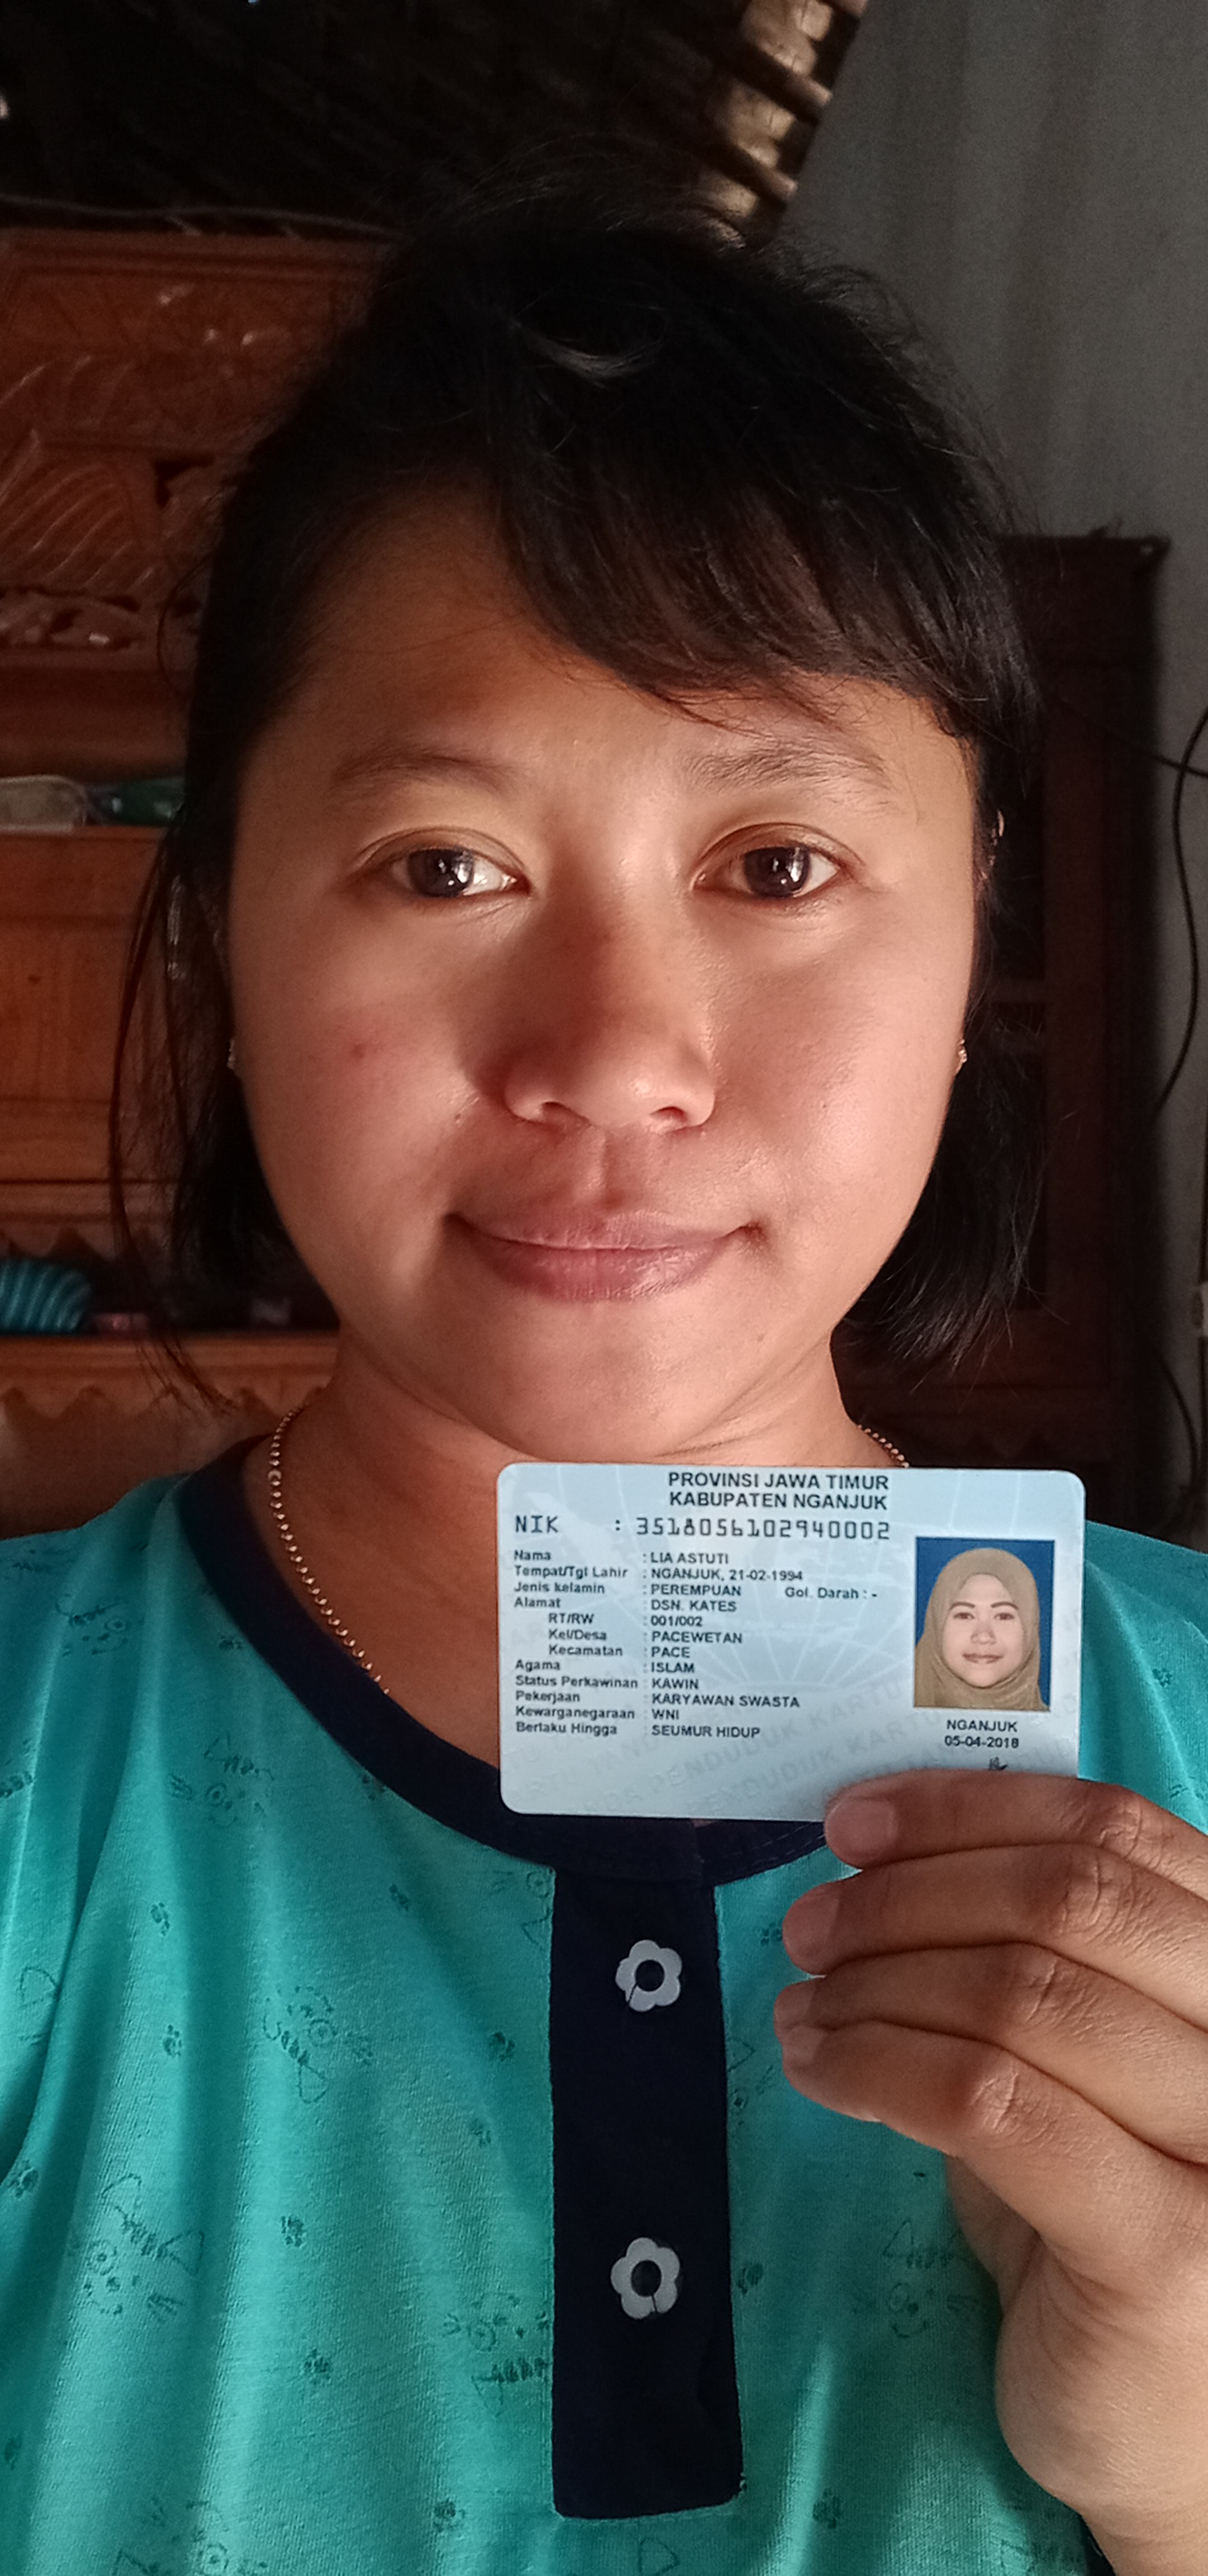 PROVINSI JAWA TIMUR
KABUPATEN NGANJUK
NIK : 3518056102940002
Nama : LIA ASTUTI
Tempat/Tgl Lahir : NGANJUK, 21-02-1994
Jenis kelamin : PEREMPUAN Gol. Darah : -
Alamat : DSN. KATES
RT/RW : 001/002
Kel/Desa : PACEWETAN
Kecamatan : PACE
Agama : ISLAM
Status Perkawinan : KAWIN
Pekerjaan : KARYAWAN SWASTA
Kewarganegaraan : WNI
Berlaku Hingga : SEUMUR HIDUP
NGANJUK
05-04-2018